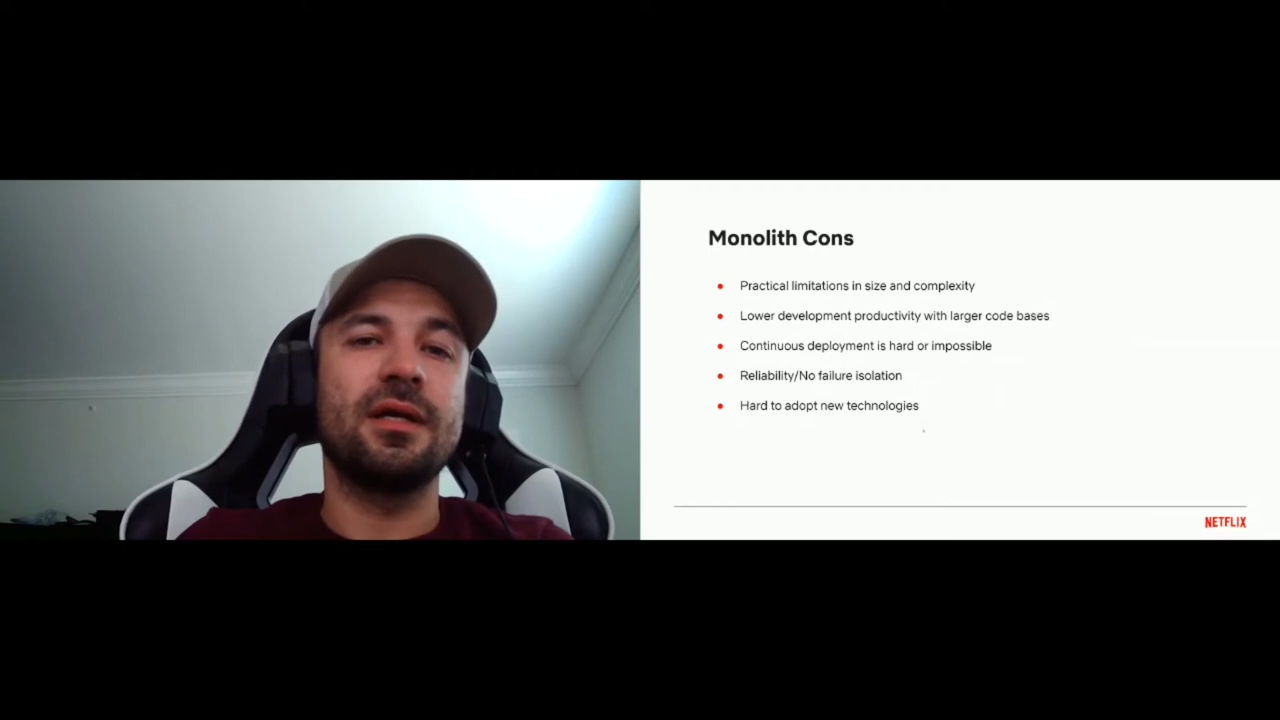 Monolith Cons
Practical limitations in size and complexity
Lower development productivity with larger code bases
Continuous deployment is hard or impossible
Reliability/No failure isolation
Hard to adopt new technologies
NETFLIX